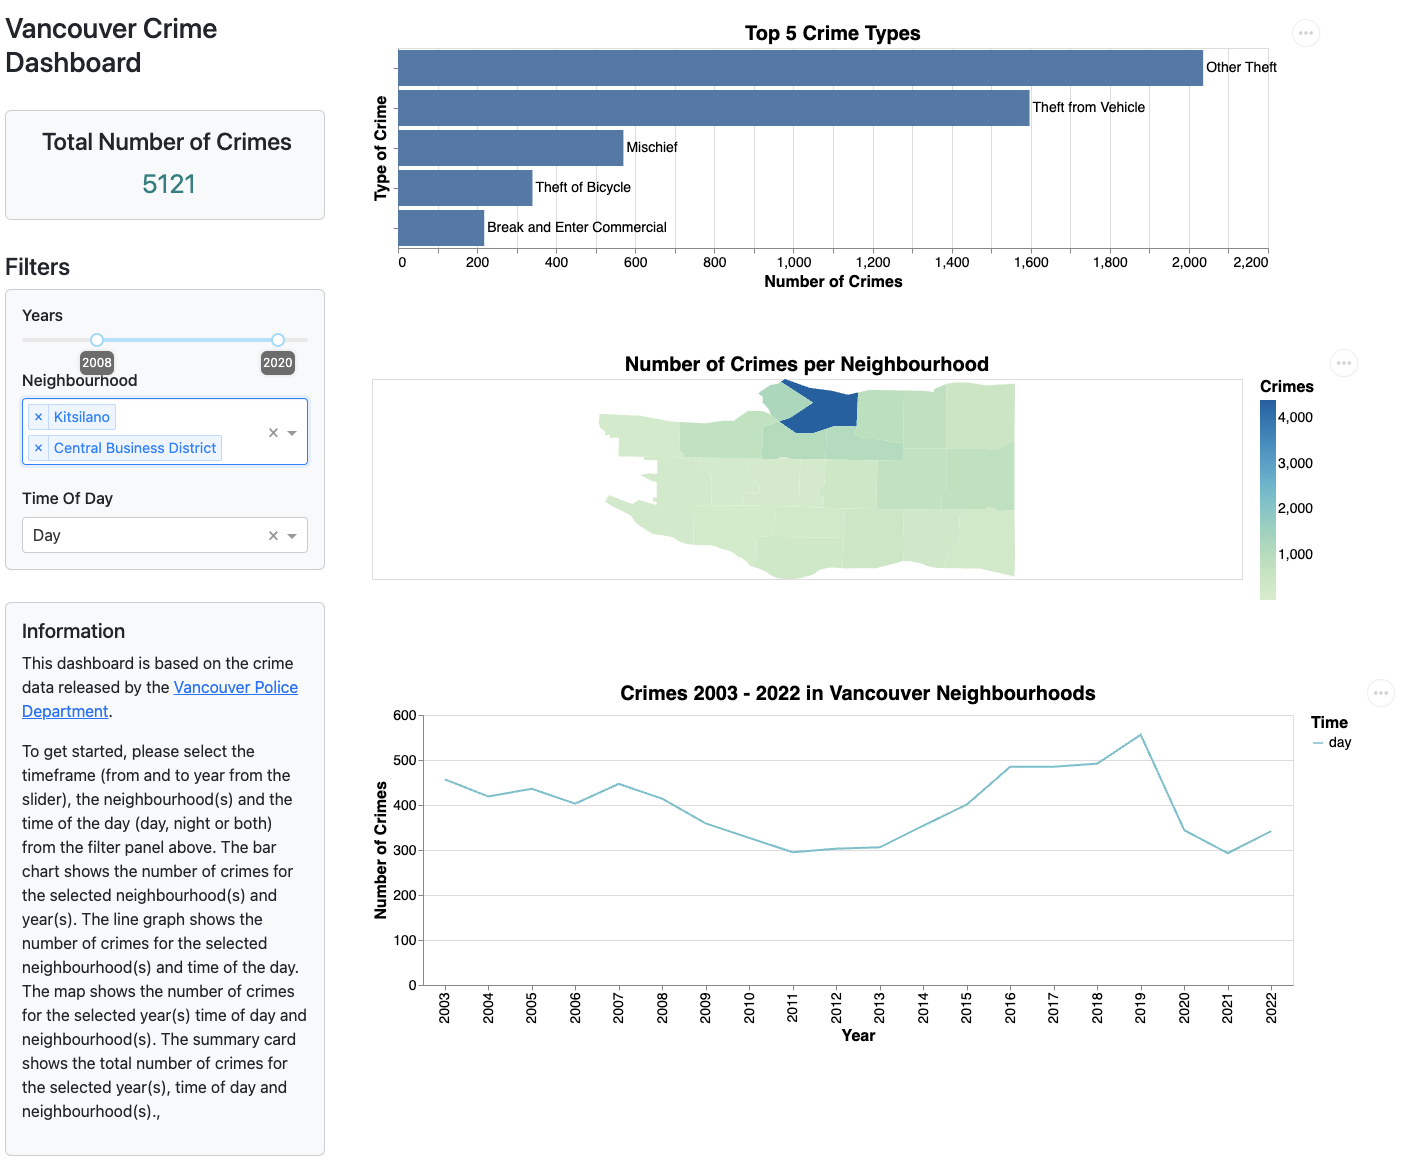 Vancouver Crime
Dashboard
Total Number of Crimes
5121
Filters
Years
2008
2020
Neighbourhood
× Kitsilano
× Central Business District
×
Time Of Day
Day
×
Information
This dashboard is based on the crime
data released by the Vancouver Police
Department.
To get started, please select the
timeframe (from and to year from the
slider), the neighbourhood(s) and the
time of the day (day, night or both)
from the filter panel above. The bar
chart shows the number of crimes for
the selected neighbourhood(s) and
year(s). The line graph shows the
number of crimes for the selected
neighbourhood(s) and time of the day.
The map shows the number of crimes
for the selected year(s) time of day and
neighbourhood(s). The summary card
shows the total number of crimes for
the selected year(s), time of day and
neighbourhood(s).,
Top 5 Crime Types
Type of Crime
Other Theft
Theft from Vehicle
Mischief
Theft of Bicycle
Break and Enter Commercial
0 200 400 600 800 1,000 1,200 1,400 1,600 1,800 2,000 2,200
Number of Crimes
Number of Crimes per Neighbourhood
Crimes
4,000
3,000
2,000
1,000
Crimes 2003 - 2022 in Vancouver Neighbourhoods
Number of Crimes
600
500
400
300
200
100
0
2003 2004 2005 2006 2007 2008 2009 2010 2011 2012 2013 2014 2015 2016 2017 2018 2019 2020 2021 2022
Year
Time
day